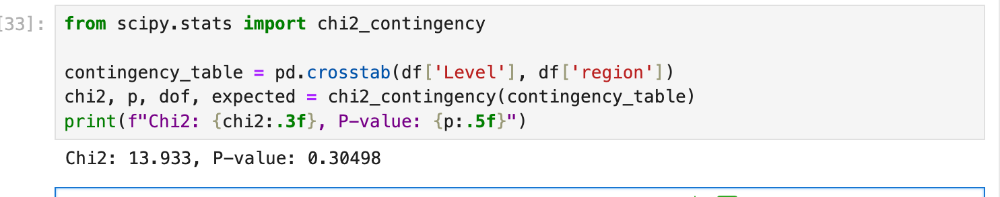 [33]:
from scipy.stats import chi2_contingency
contingency_table = pd.crosstab(df['Level'], df['region'])
chi2, p, dof, expected = chi2_contingency(contingency_table)
print(f"Chi2: {chi2:.3f}, P-value: {p:.5f}")
Chi2: 13.933, P-value: 0.30498